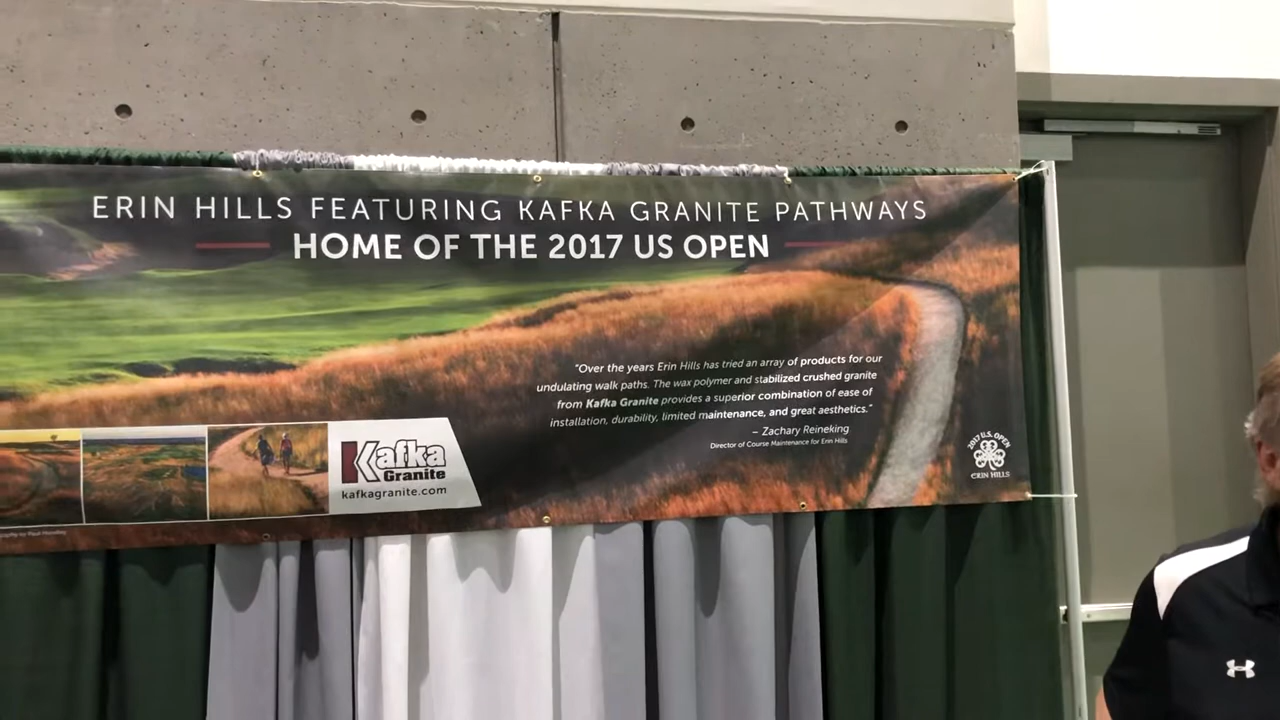 ERIN HILLS FEATURING KAFKA GRANITE PATHWAYS
HOME OF THE 2017 US OPEN
"Over the years Erin Hills has tried an array of products for our
undulating walk paths. The wax polymer and stabilized crushed granite
from Kafka Granite provides a superior combination of ease of
installation, durability, limited maintenance, and great aesthetics."
– Zachary Reineking
Director of Course Maintenance for Erin Hills
Kafka
Granite
kafkagranite.com
2017 U.S. OPEN
ERIN HILLS